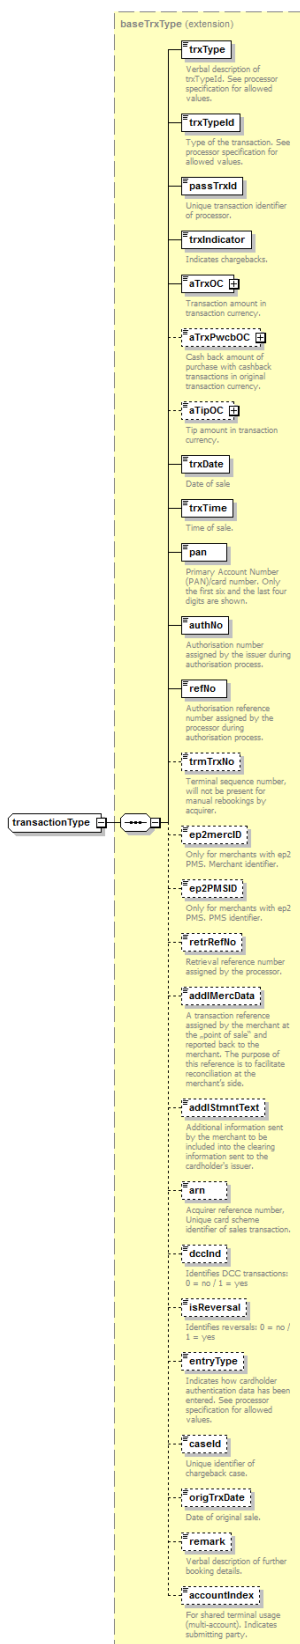 baseTrxType (extension)
trxType
Verbal description of
trxTypeId. See processor
specification for allowed
values.
trxTypeId
Type of the transaction. See
processor specification for
allowed values.
passTrxId
Unique transaction identifier
of processor.
trxIndicator
Indicates chargebacks.
aTrxOC
Transaction amount in
transaction currency.
aTrxPwcbOC
Cash back amount of
purchase with cashback
transactions in original
transaction currency.
aTipOC
Tip amount in transaction
currency.
trxDate
Date of sale
trxTime
Time of sale.
pan
Primary Account Number
(PAN)/card number. Only
the first six and the last four
digits are shown.
authNo
Authorisation number
assigned by the issuer during
authorisation process.
refNo
Authorisation reference
number assigned by the
processor during
authorisation process.
trmTrxNo
Terminal sequence number,
will not be present for
manual rebookings by
acquirer.
transactionType
ep2mercID
Only for merchants with ep2
PMS. Merchant identifier.
ep2PMSID
Only for merchants with ep2
PMS. PMS identifier.
retrRefNo
Retrieval reference number
assigned by the processor.
addlMercData
A transaction reference
assigned by the merchant at
the „point of sale" and
reported back to the
merchant. The purpose of
this reference is to facilitate
reconciliation at the
merchant's side.
addlStmntText
Additional information sent
by the merchant to be
included into the clearing
information sent to the
cardholder's issuer.
arn
Acquirer reference number.
Unique card scheme
identifier of sales transaction.
dccInd
Identifies DCC transactions:
0 = no / 1 = yes
isReversal
Identifies reversals: 0 = no /
1 = yes
entryType
Indicates how cardholder
authentication data has been
entered. See processor
specification for allowed
values.
caseId
Unique identifier of
chargeback case.
origTrxDate
Date of original sale.
remark
Verbal description of further
booking details.
accountIndex
For shared terminal usage
(multi-account). Indicates
submitting party.